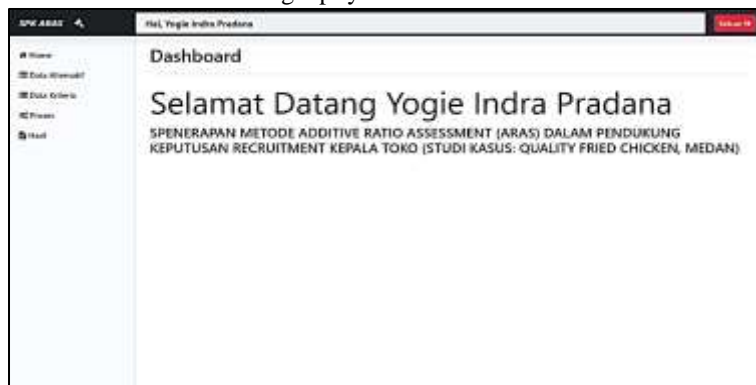 SPK ARAS
Hai, Yogie Indra Pradana
Keluar
Home
Data Alternatif
Data Kriteria
Proses
Hasil
Dashboard
Selamat Datang Yogie Indra Pradana
SPENERAPAN METODE ADDITIVE RATIO ASSESSMENT (ARAS) DALAM PENDUKUNG
KEPUTUSAN RECRUITMENT KEPALA TOKO (STUDI KASUS: QUALITY FRIED CHICKEN, MEDAN)